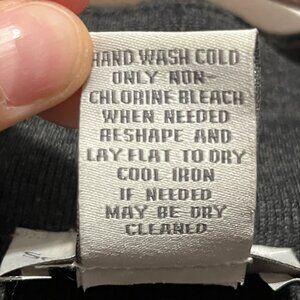 HAND WASH COLD
ONLY NON-
CHLORINE BLEACH
WHEN NEEDED
RESHAPE AND
LAY FLAT TO DRY
COOL IRON
IF NEEDED
MAY BE DRY
CLEANED